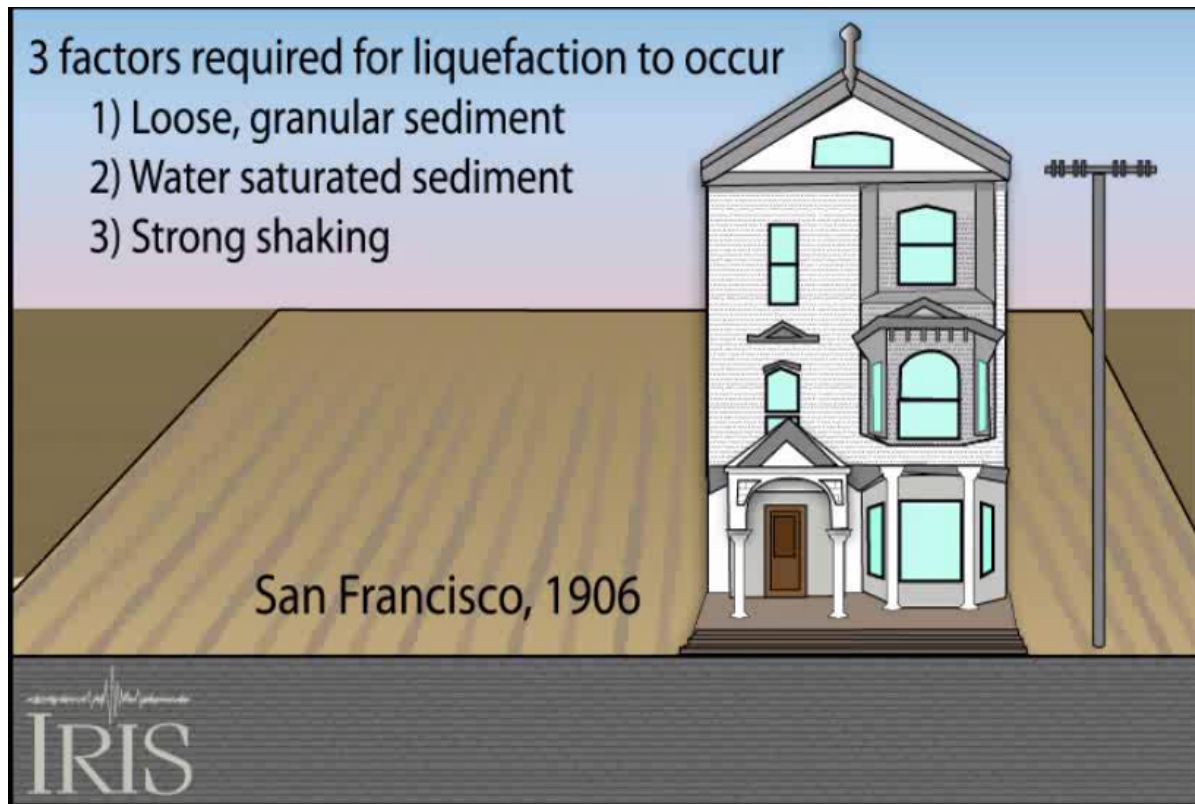 3 factors required for liquefaction to occur
1) Loose, granular sediment
2) Water saturated sediment
3) Strong shaking
San Francisco, 1906
IRIS